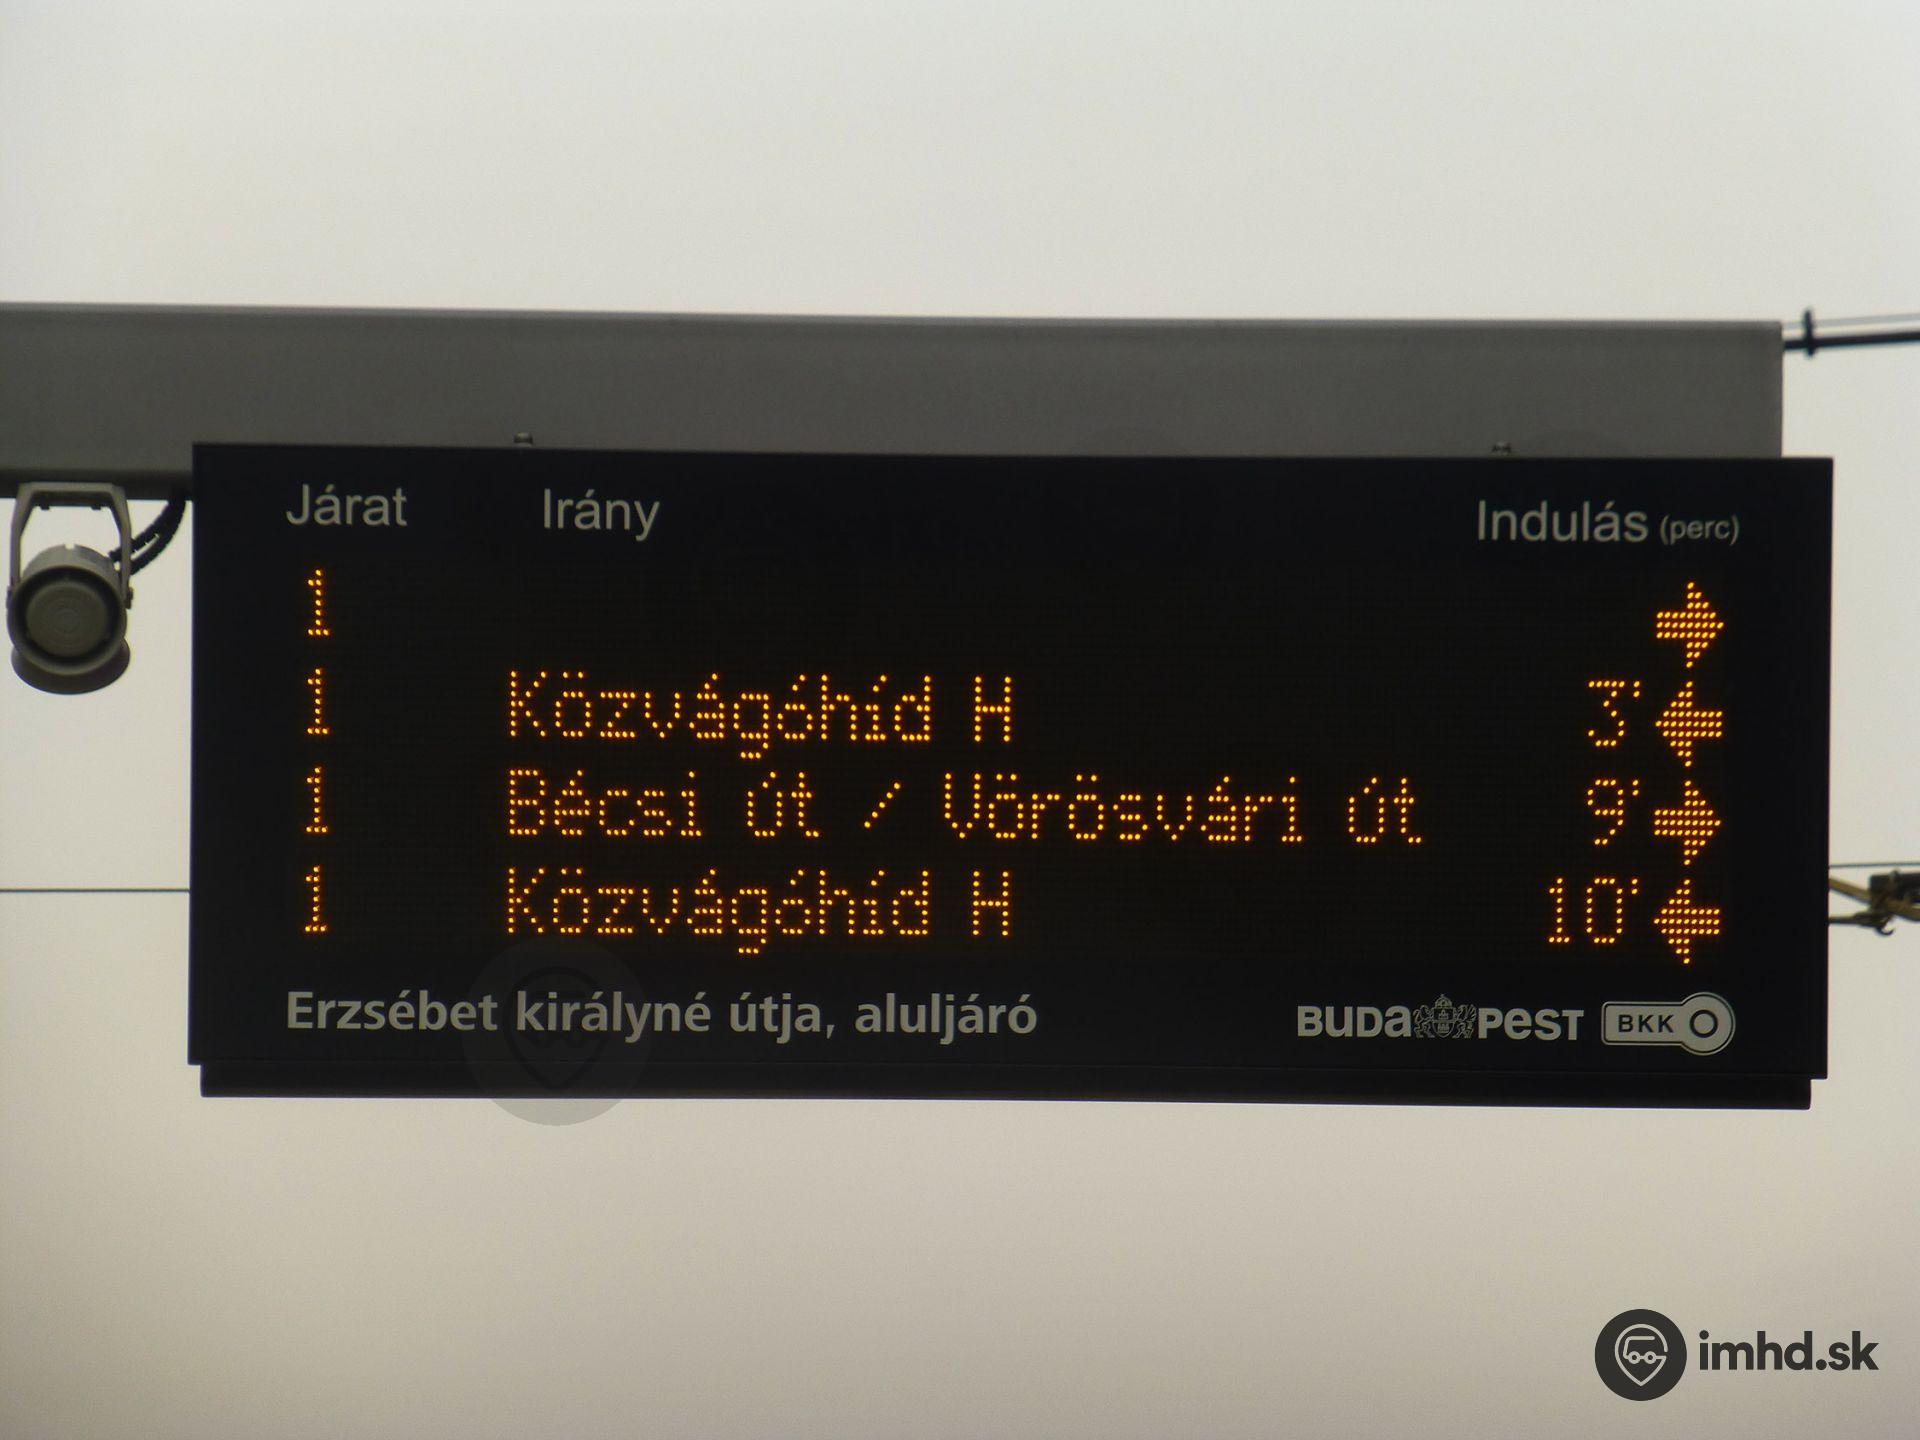 Járat Irány Indulás (perc)
1 →
1 Közvágóhíd H 3' ←
1 Bécsi út / Vörösvári út 9' →
1 Közvágóhíd H 10' ←
Erzsébet királyné útja, aluljáró BUDAPEST BKK
imhd.sk